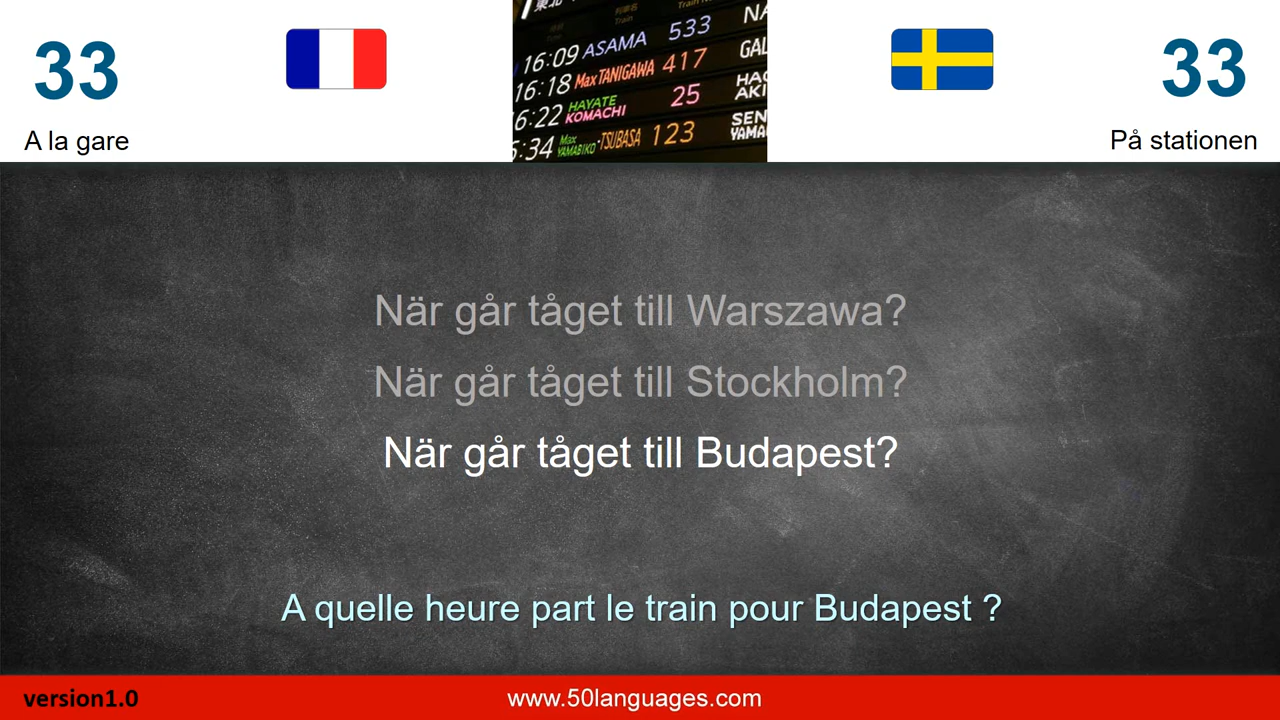 33
A la gare
16:09 ASAMA 533
16:18 Max TANIGAWA 417
6:22 HAYATE KOMACHI 25
:34 Max YAMABIKO·TSUBASA 123
33
På stationen
När går tåget till Warszawa?
När går tåget till Stockholm?
När går tåget till Budapest?
A quelle heure part le train pour Budapest ?
version1.0
www.50languages.com